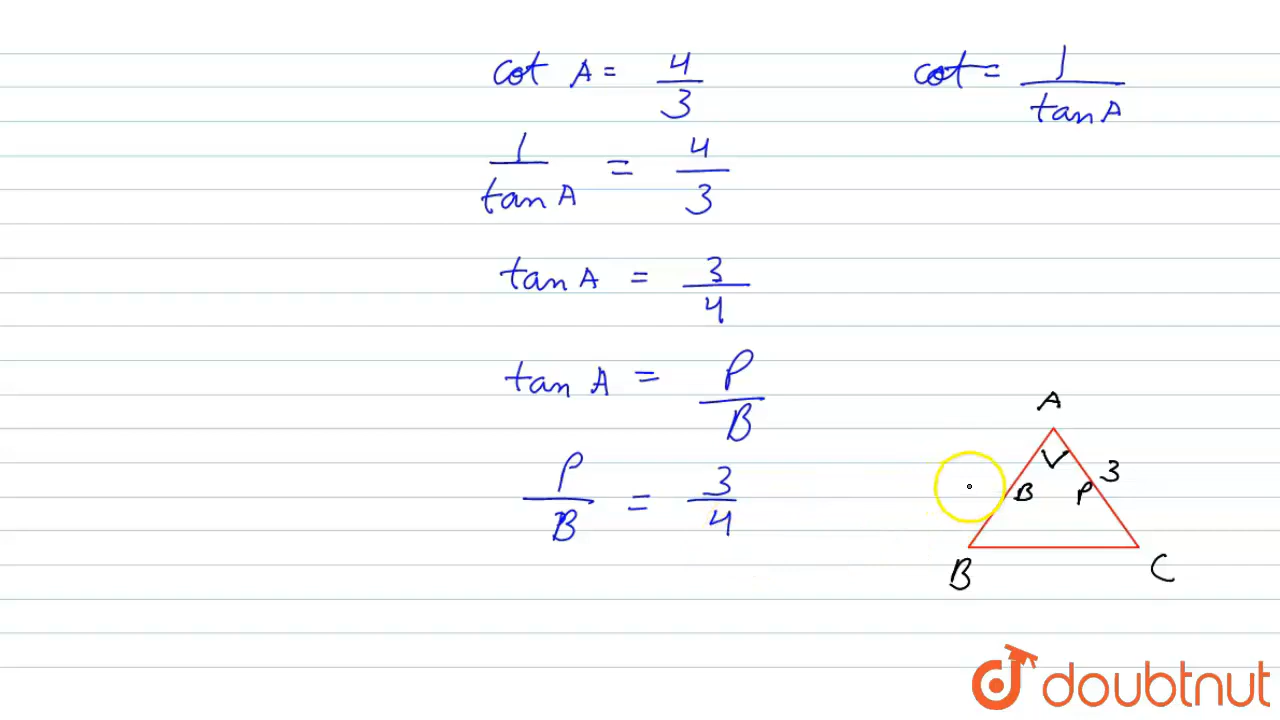 cot A = 4/3
cot = 1/tan A
1/tan A = 4/3
tan A = 3/4
tan A = P/B
P/B = 3/4
A
3
B P
B C
doubtnut